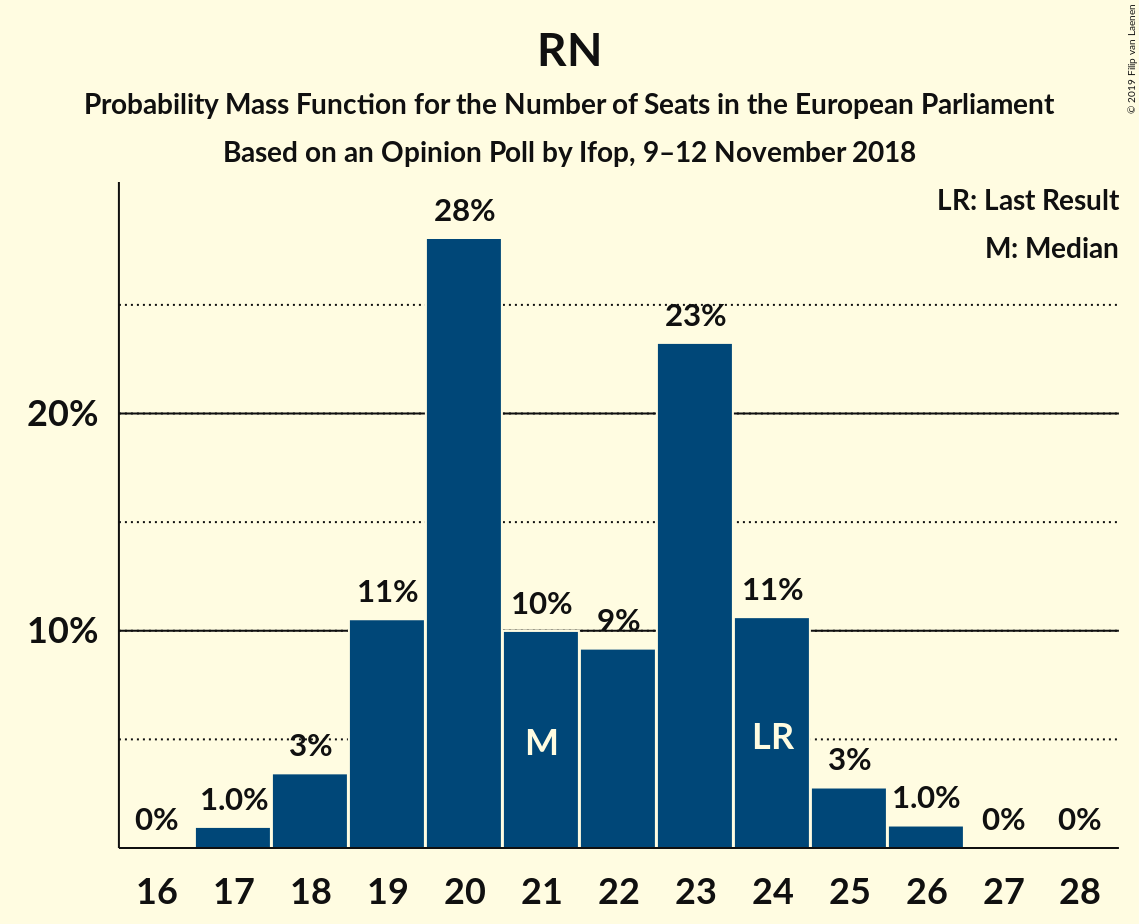 RN
Probability Mass Function for the Number of Seats in the European Parliament
Based on an Opinion Poll by Ifop, 9–12 November 2018
© 2019 Filip van Laenen
LR: Last Result
M: Median
28%
23%
20%
11%
10%
9%
11%
10%
M
LR
3%
3%
0%
1.0%
1.0%
0%
0%
16 17 18 19 20 21 22 23 24 25 26 27 28